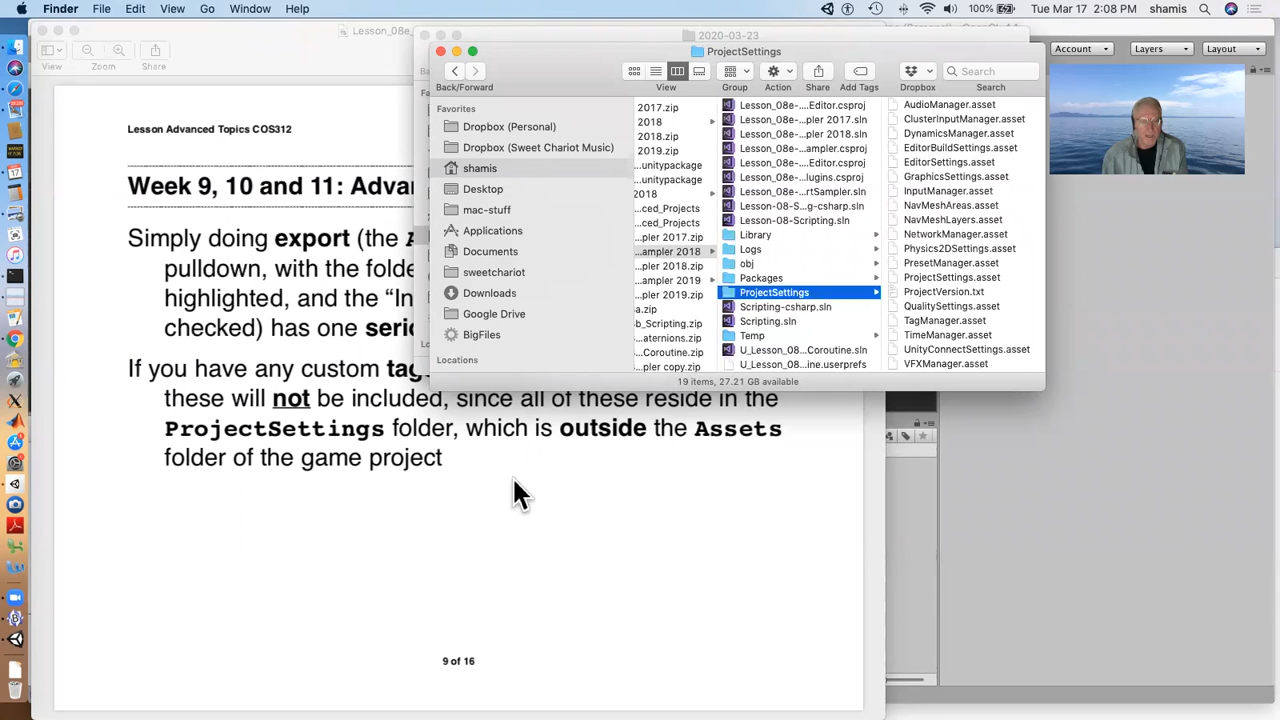 Finder File Edit View Go Window Help
100% Tue Mar 17 2:08 PM shamis
Lesson_08e_
2020-03-23
ProjectSettings
Account Layers Layout
View Zoom Share
Back/Forward View Group Action Share Add Tags Dropbox Search
Search
Favorites
Dropbox (Personal)
Dropbox (Sweet Chariot Music)
shamis
Desktop
mac-stuff
Applications
Documents
sweetchariot
Downloads
Google Drive
BigFiles
Locations
2017.zip
2018
2018.zip
2019.zip
.unitypackage
unitypackage
2018
...ced_Projects
ced_Projects
...pler 2017.zip
...ampler 2018
...pler 2018.zip
...ampler 2019
...pler 2019.zip
a.zip
b_Scripting.zip
aternions.zip
Coroutine.zip
pler copy.zip
Lesson_08e-...Editor.csproj
Lesson_08e-...pler 2017.sln
Lesson_08e-...pler 2018.sln
Lesson_08e-...ampler.csproj
Lesson_08e-...Editor.csproj
Lesson_08e-...lugins.csproj
Lesson_08e-...rtSampler.sln
Lesson-08-S...g-csharp.sln
Lesson-08-Scripting.sln
Library
Logs
obj
Packages
ProjectSettings
Scripting-csharp.sln
Scripting.sln
Temp
U_Lesson_08...Coroutine.sln
U_Lesson_08...ine.userprefs
AudioManager.asset
ClusterInputManager.asset
DynamicsManager.asset
EditorBuildSettings.asset
EditorSettings.asset
GraphicsSettings.asset
InputManager.asset
NavMeshAreas.asset
NavMeshLayers.asset
NetworkManager.asset
Physics2DSettings.asset
PresetManager.asset
ProjectSettings.asset
ProjectVersion.txt
QualitySettings.asset
TagManager.asset
TimeManager.asset
UnityConnectSettings.asset
VFXManager.asset
19 items, 27.21 GB available
Lesson Advanced Topics COS312
Week 9, 10 and 11: Adva
Simply doing export (the A
pulldown, with the folde
highlighted, and the “In
checked) has one serio
If you have any custom tag
these will not be included, since all of these reside in the
ProjectSettings folder, which is outside the Assets
folder of the game project
9 of 16